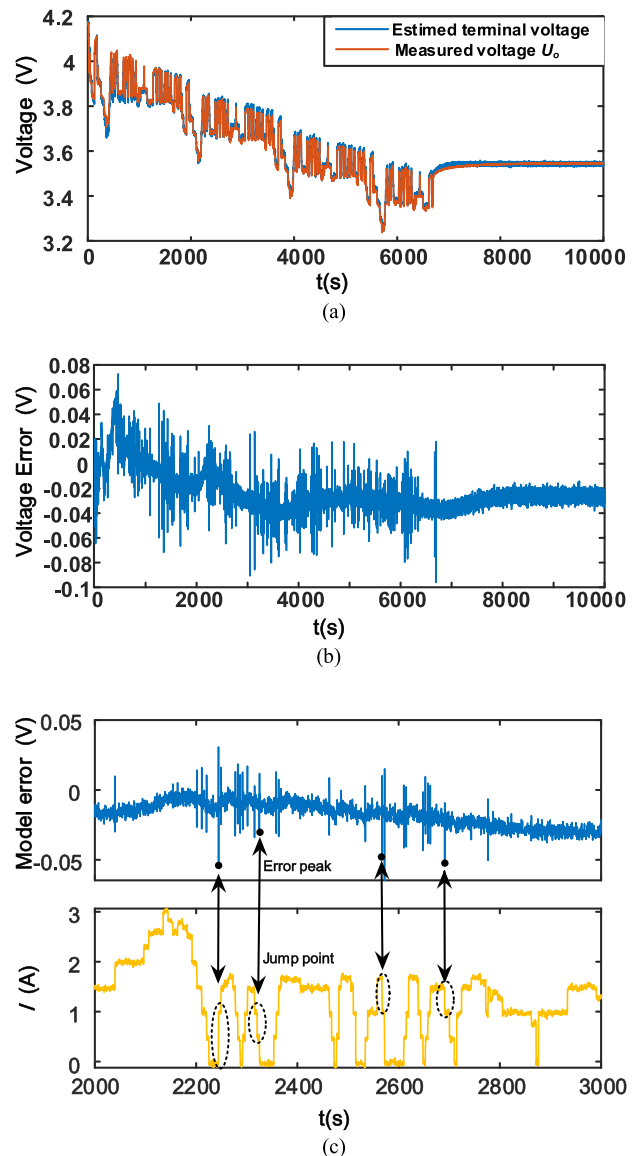 4.2
4
3.8
3.6
3.4
3.2
Voltage (V)
Estimed terminal voltage
Measured voltage Uₒ
0 2000 4000 6000 8000 10000
t(s)
(a)
0.08
0.06
0.04
0.02
0
-0.02
-0.04
-0.06
-0.08
-0.1
Voltage Error (V)
0 2000 4000 6000 8000 10000
t(s)
(b)
0.05
0
-0.05
Model error (V)
Error peak
Jump point
3
2
1
0
I (A)
2000 2200 2400 2600 2800 3000
t(s)
(c)